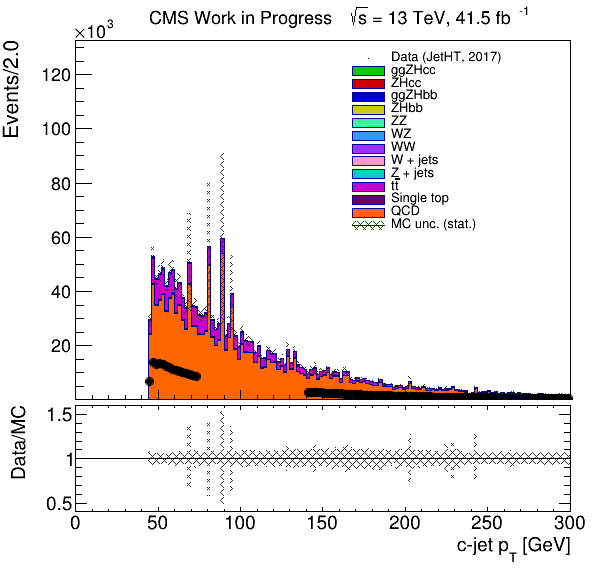 CMS Work in Progress √s = 13 TeV, 41.5 fb⁻¹
×10³
Events/2.0
120
100
80
60
40
20
Data (JetHT, 2017)
ggZHcc
ZHcc
ggZHbb
ZHbb
ZZ
WZ
WW
W + jets
Z + jets
tt̅
Single top
QCD
MC unc. (stat.)
Data/MC
1.5
1
0.5
0 50 100 150 200 250 300
c-jet p_T [GeV]